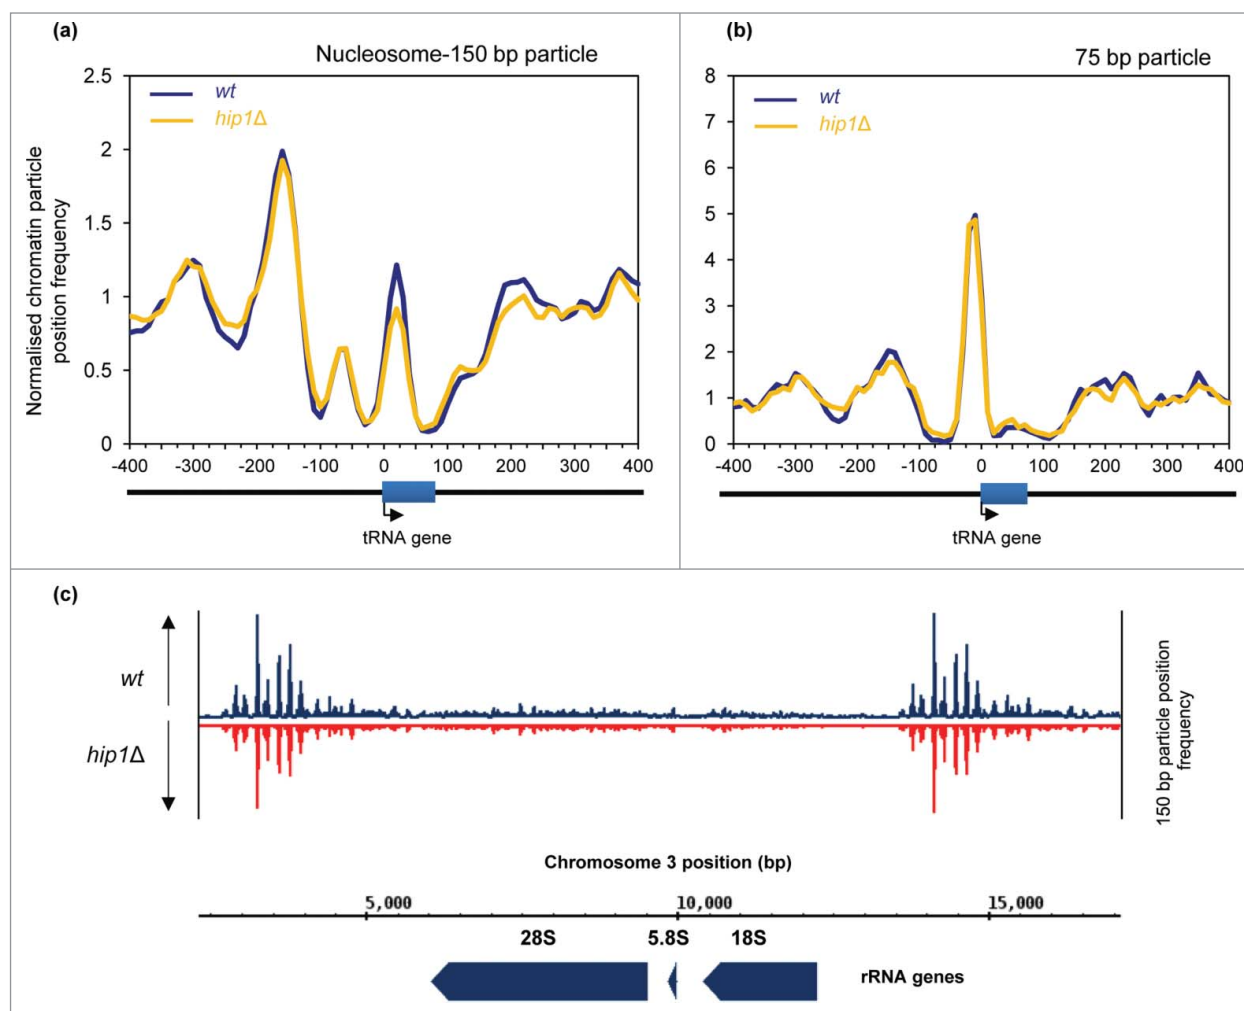 (a)
Nucleosome-150 bp particle
Normalised chromatin particle
position frequency
2.5
2
1.5
1
0.5
0
wt
hip1Δ
-400 -300 -200 -100 0 100 200 300 400
tRNA gene
(b)
75 bp particle
8
7
6
5
4
3
2
1
0
wt
hip1Δ
-400 -300 -200 -100 0 100 200 300 400
tRNA gene
(c)
wt
hip1Δ
150 bp particle position
frequency
Chromosome 3 position (bp)
5,000 10,000 15,000
28S 5.8S 18S
rRNA genes